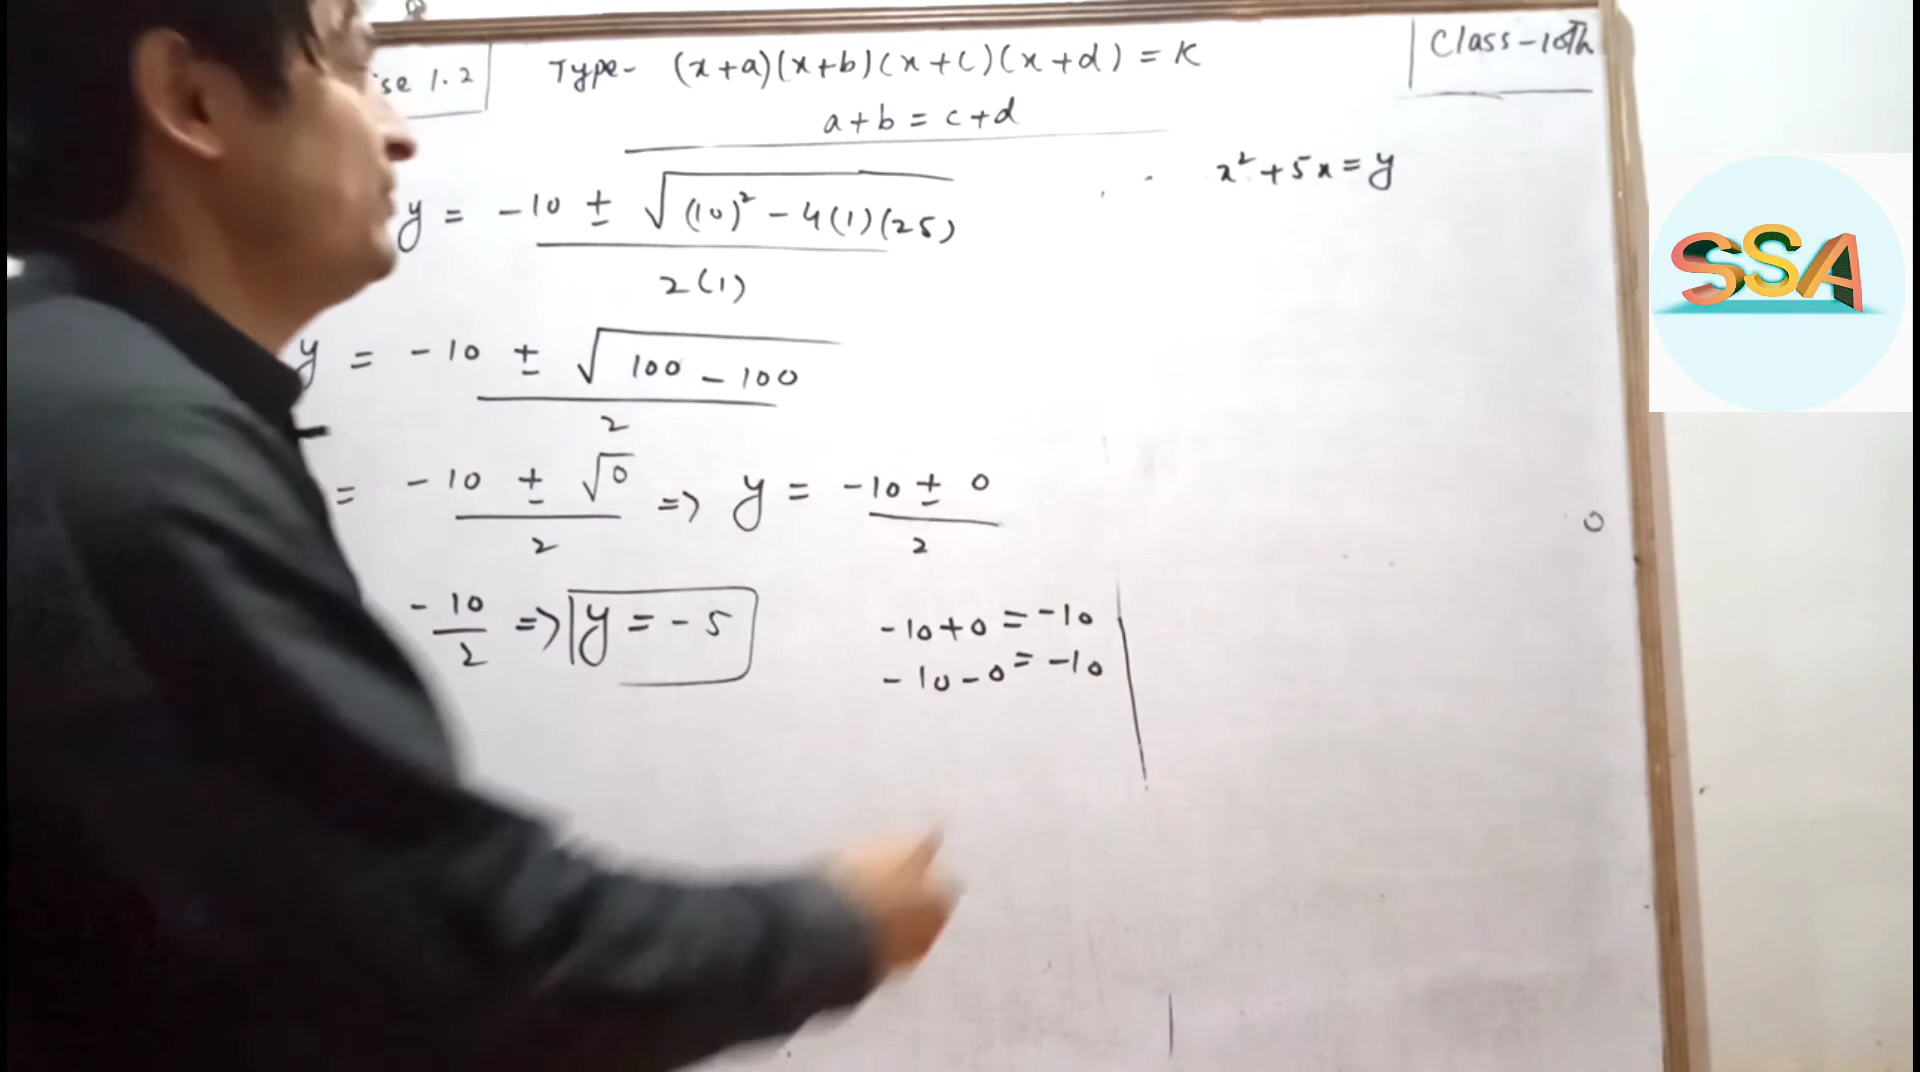 se 1.2
Type- (x+a)(x+b)(x+c)(x+d) = K
Class-10th
a+b = c+d
x² + 5x = y
y = -10 ± √(10)² - 4(1)(25)
2(1)
y = -10 ± √100 - 100
2
= -10 ± √0 => y = -10 ± 0
2 2
-10 => y = -5
2
-10+0 = -10
-10-0 = -10
SSA